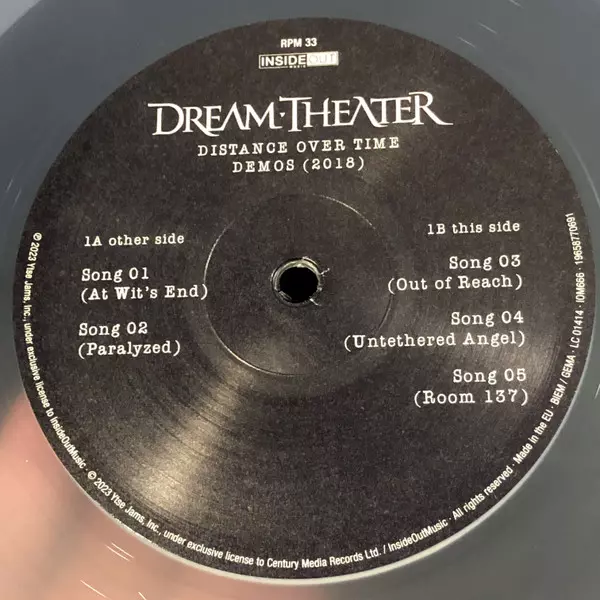 RPM 33
INSIDEOUT
MUSIC
DREAM·THEATER
DISTANCE OVER TIME
DEMOS (2018)
1A other side
Song 01
(At Wit's End)
Song 02
(Paralyzed)
1B this side
Song 03
(Out of Reach)
Song 04
(Untethered Angel)
Song 05
(Room 137)
℗ 2023 Ytse Jams, Inc., under exclusive license to InsideOutMusic · © 2023 Ytse Jams, Inc., under exclusive license to Century Media Records Ltd. / InsideOutMusic · All rights reserved · Made in the EU · BIEM / GEMA · LC 01414 · IOM666 · 19658770691